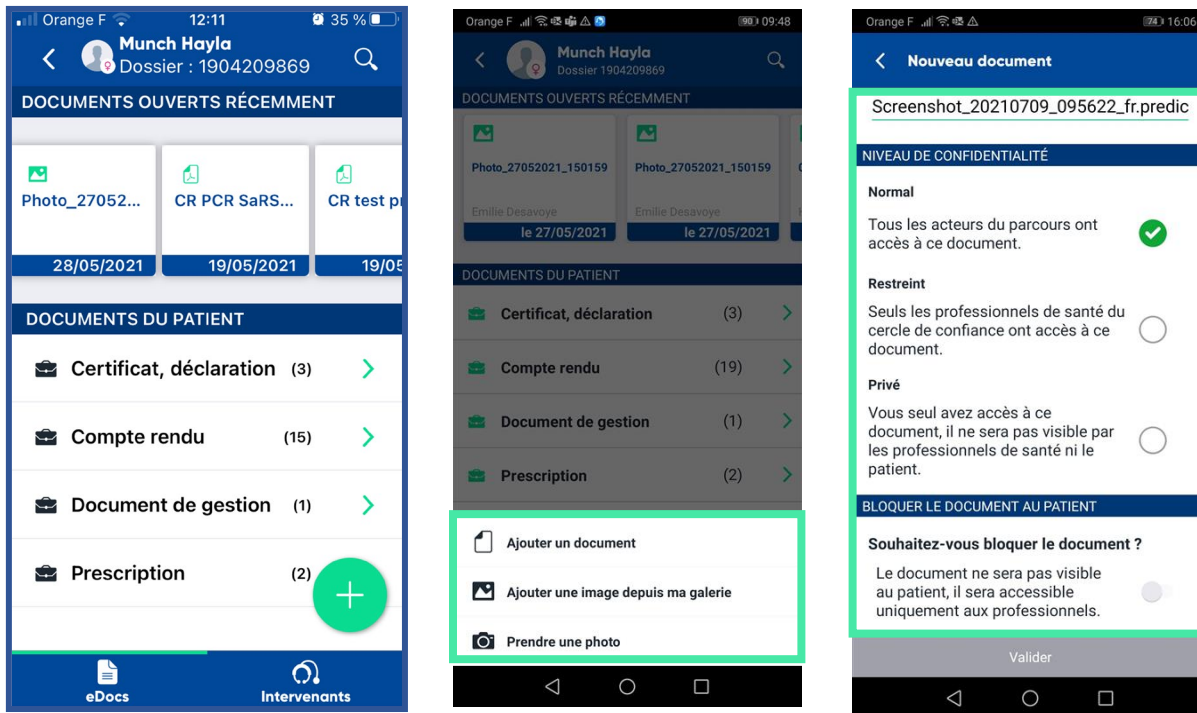 Orange F 12:11 35 %
Munch Hayla
Dossier : 1904209869
DOCUMENTS OUVERTS RÉCEMMENT
Photo_27052... CR PCR SaRS... CR test
28/05/2021 19/05/2021 19/05
DOCUMENTS DU PATIENT
Certificat, déclaration (3)
Compte rendu (15)
Document de gestion (1)
Prescription (2)
eDocs Intervenants
Orange F 90 09:48
Munch Hayla
Dossier 1904209869
DOCUMENTS OUVERTS RÉCEMMENT
Photo_27052021_150159 Photo_27052021_150159
Emilie Desavoye Emilie Desavoye
le 27/05/2021 le 27/05/2021
DOCUMENTS DU PATIENT
Certificat, déclaration (3)
Compte rendu (19)
Document de gestion (1)
Prescription (2)
Ajouter un document
Ajouter une image depuis ma galerie
Prendre une photo
Orange F 74 16:06
Nouveau document
Screenshot_20210709_095622_fr.predic
NIVEAU DE CONFIDENTIALITÉ
Normal
Tous les acteurs du parcours ont
accès à ce document.
Restreint
Seuls les professionnels de santé du
cercle de confiance ont accès à ce
document.
Privé
Vous seul avez accès à ce
document, il ne sera pas visible par
les professionnels de santé ni le
patient.
BLOQUER LE DOCUMENT AU PATIENT
Souhaitez-vous bloquer le document ?
Le document ne sera pas visible
au patient, il sera accessible
uniquement aux professionnels.
Valider